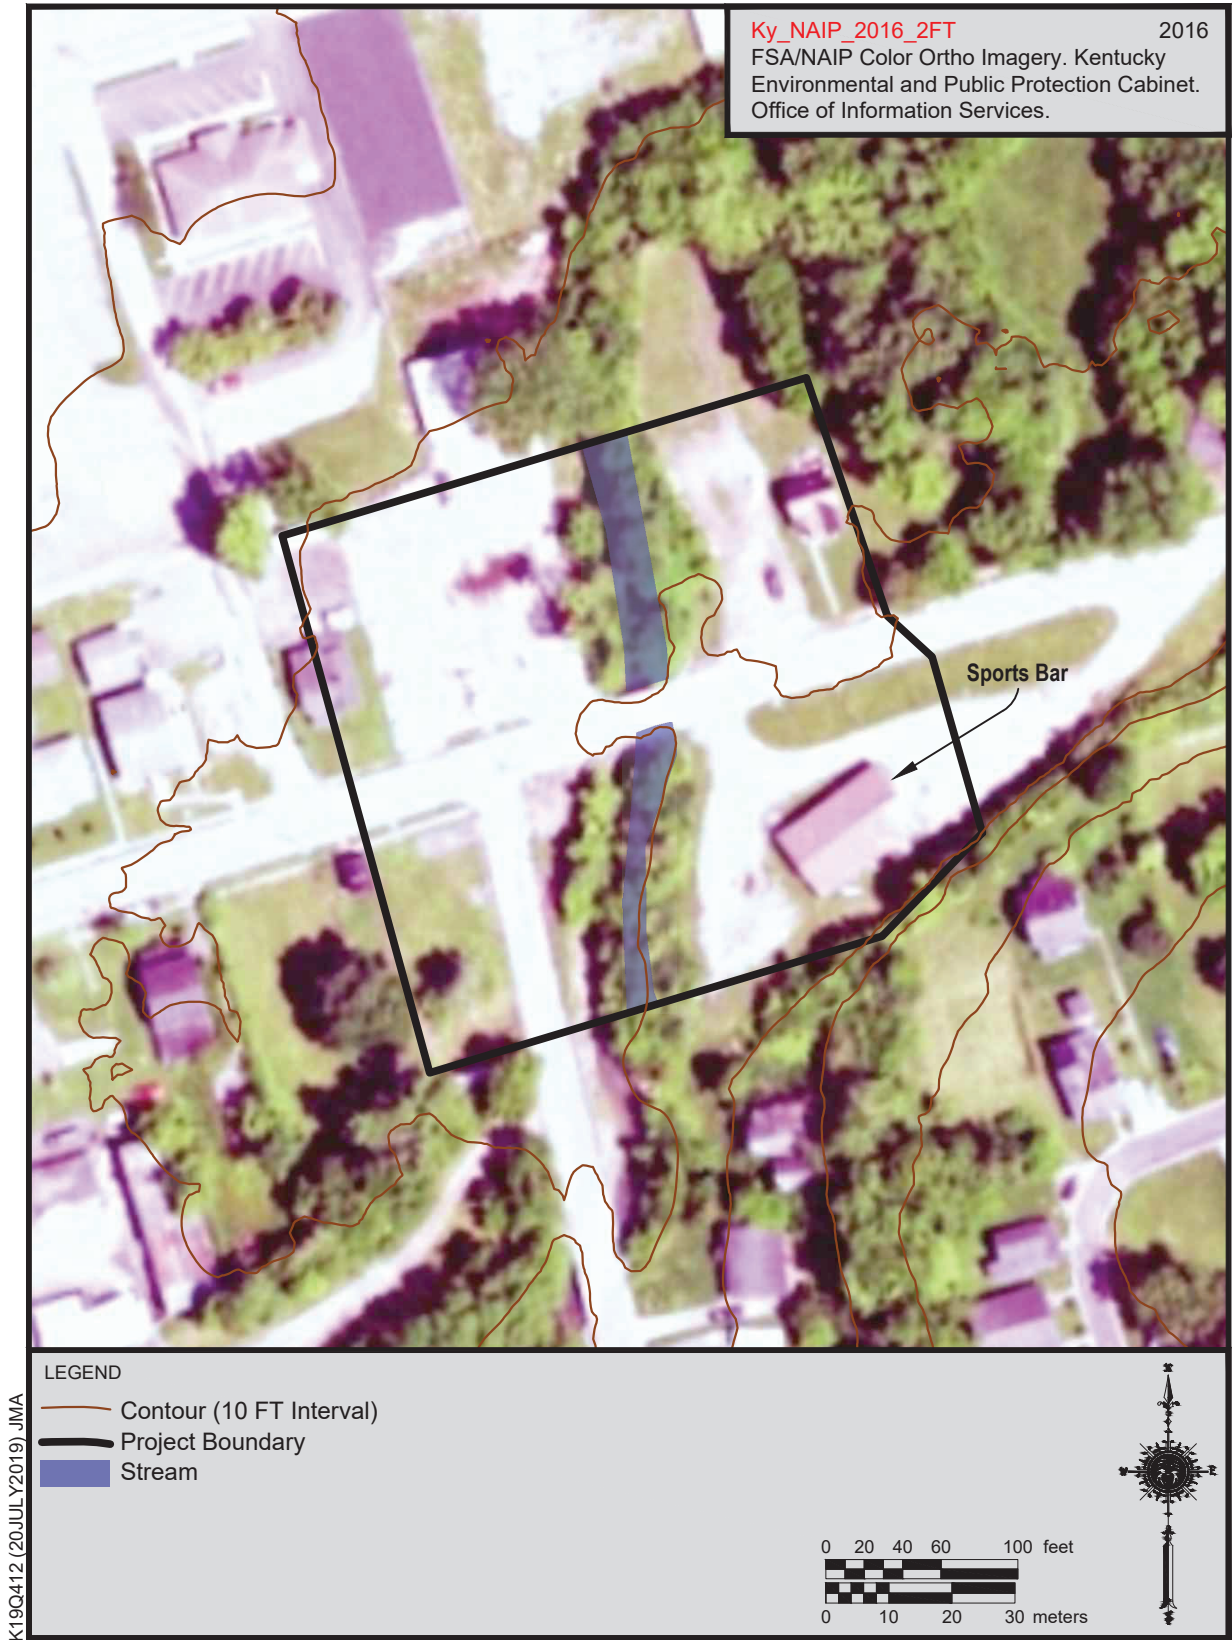 Ky_NAIP_2016_2FT 2016
FSA/NAIP Color Ortho Imagery. Kentucky
Environmental and Public Protection Cabinet.
Office of Information Services.
Sports Bar
LEGEND
Contour (10 FT Interval)
Project Boundary
Stream
0 20 40 60 100 feet
0 10 20 30 meters
K19Q412 (20JULY2019) JMA